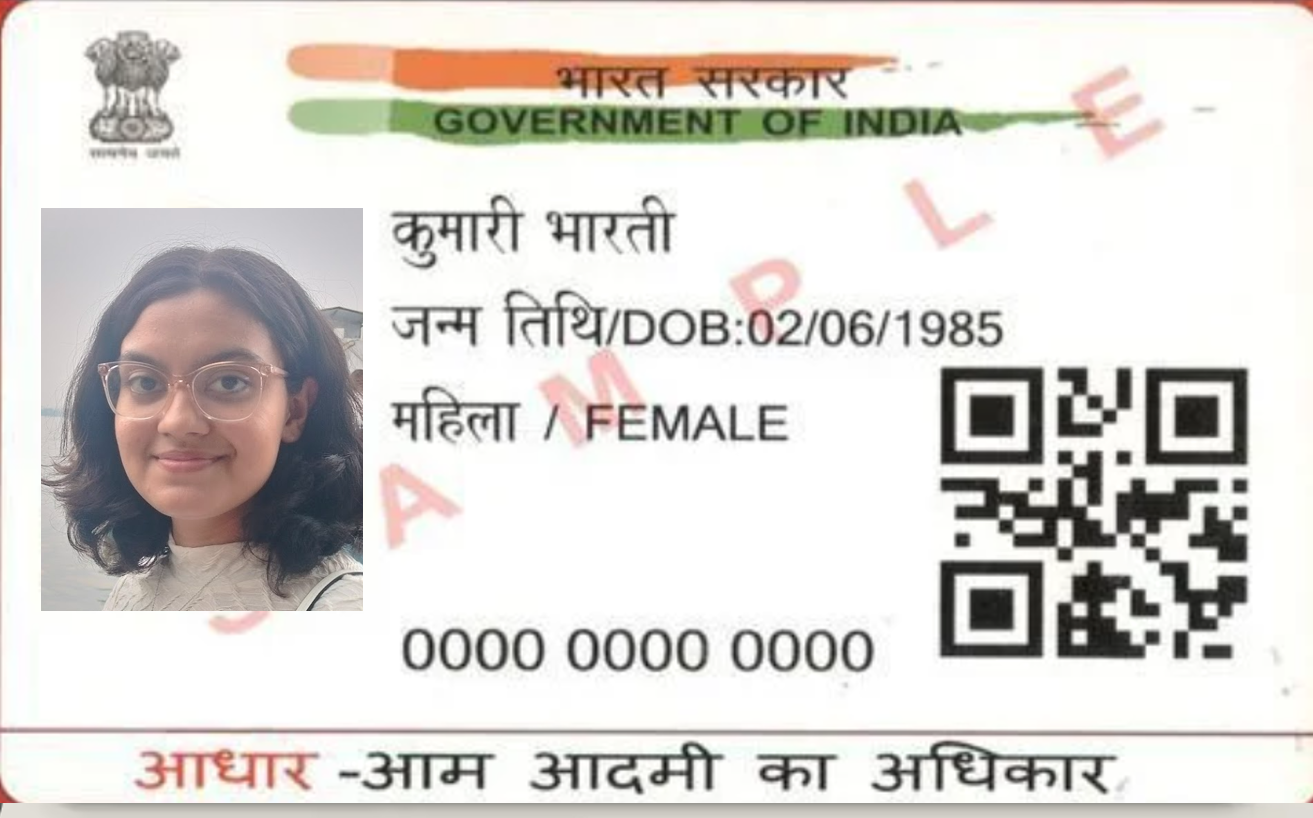 भारत सरकार
GOVERNMENT OF INDIA
सत्यमेव जयते
कुमारी भारती
जन्म तिथि/DOB:02/06/1985
महिला / FEMALE
SAMPLE
0000 0000 0000
आधार -आम आदमी का अधिकार